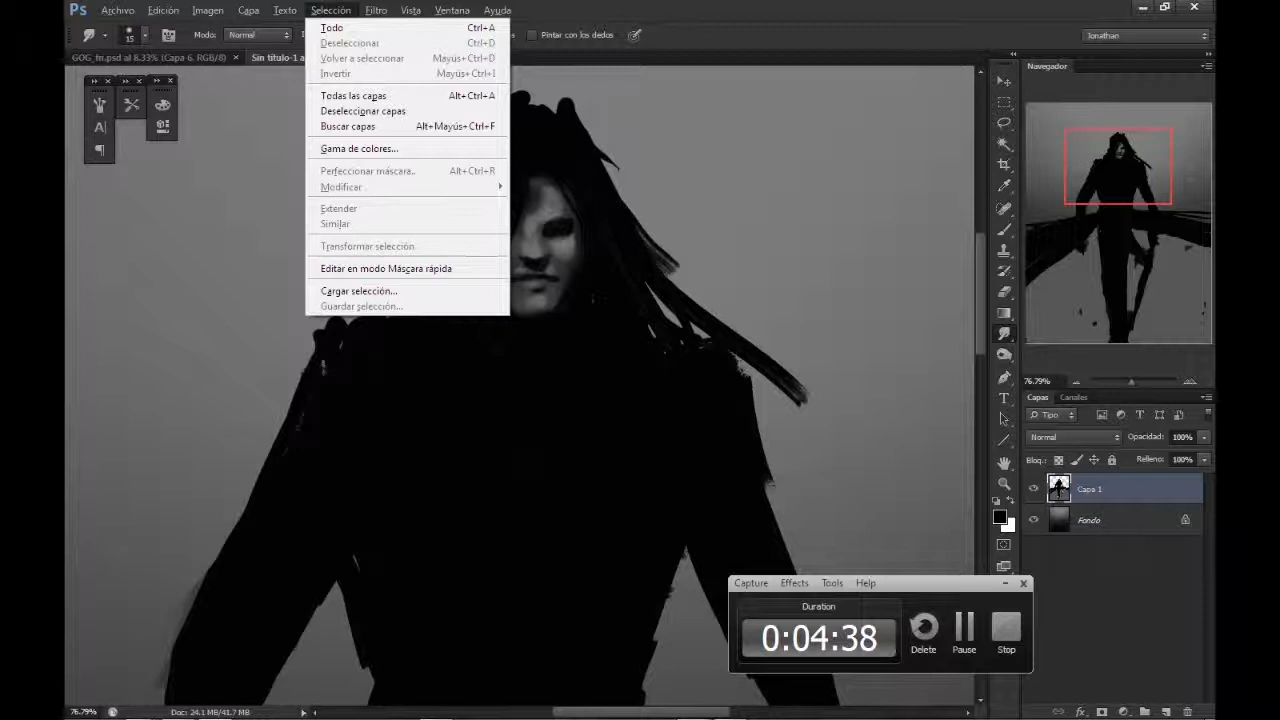 Ps Archivo Edición Imagen Capa Texto Selección Filtro Vista Ventana Ayuda
15 Modo: Normal Pintar con los dedos Jonathan
GOG_fn.psd al 8.33% (Capa 6, RGB/8) × Sin título-1 a
Todo Ctrl+A
Deseleccionar Ctrl+D
Volver a seleccionar Mayús+Ctrl+D
Invertir Mayús+Ctrl+I
Todas las capas Alt+Ctrl+A
Deseleccionar capas
Buscar capas Alt+Mayús+Ctrl+F
Gama de colores...
Perfeccionar máscara.. Alt+Ctrl+R
Modificar
Extender
Similar
Transformar selección
Editar en modo Máscara rápida
Cargar selección...
Guardar selección...
Navegador
76.79%
Capas Canales
Tipo
Normal Opacidad: 100%
Bloq.: Relleno: 100%
Capa 1
Fondo
Capture Effects Tools Help
Duration
0:04:38
Delete Pause Stop
76.79% Doc: 24.1 MB/41.7 MB